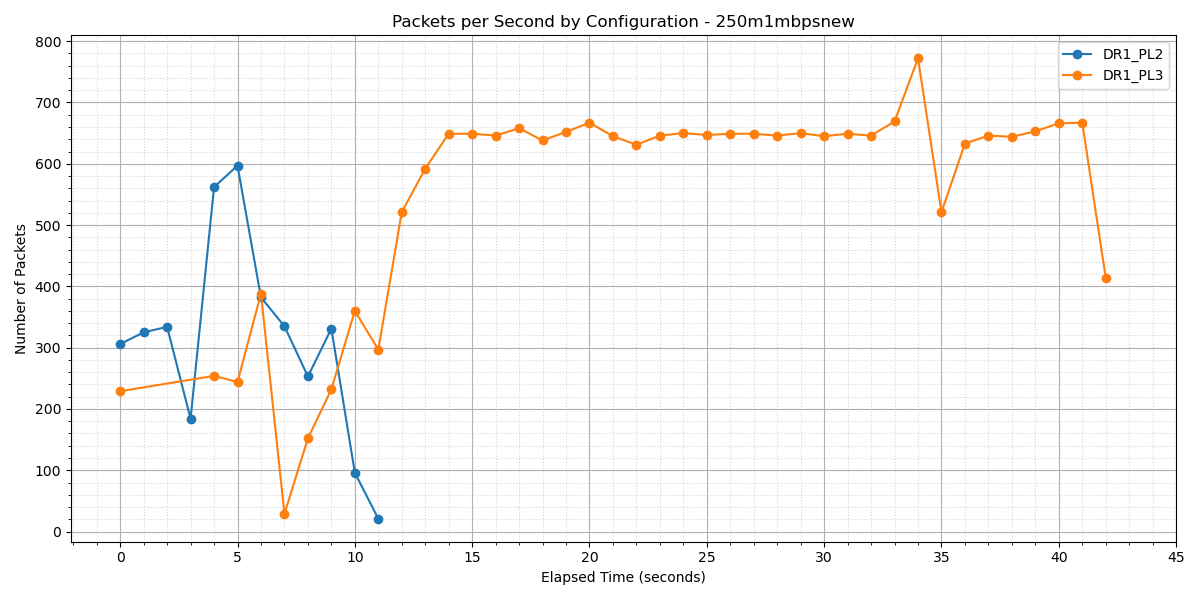 Packets per Second by Configuration - 250m1mbpsnew
DR1_PL2
DR1_PL3
Number of Packets
800
700
600
500
400
300
200
100
0
0 5 10 15 20 25 30 35 40 45
Elapsed Time (seconds)